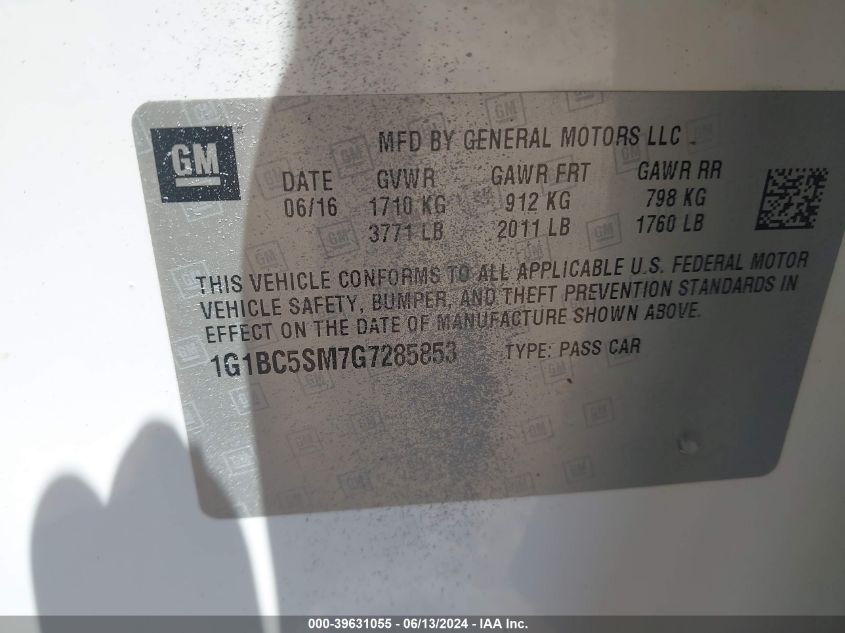 GM
MFD BY GENERAL MOTORS LLC
DATE GVWR GAWR FRT GAWR RR
06/16 1710 KG 912 KG 798 KG
3771 LB 2011 LB 1760 LB
THIS VEHICLE CONFORMS TO ALL APPLICABLE U.S. FEDERAL MOTOR
VEHICLE SAFETY, BUMPER, AND THEFT PREVENTION STANDARDS IN
EFFECT ON THE DATE OF MANUFACTURE SHOWN ABOVE.
1G1BC5SM7G7285853 TYPE: PASS CAR
000-39631055 - 06/13/2024 - IAA Inc.